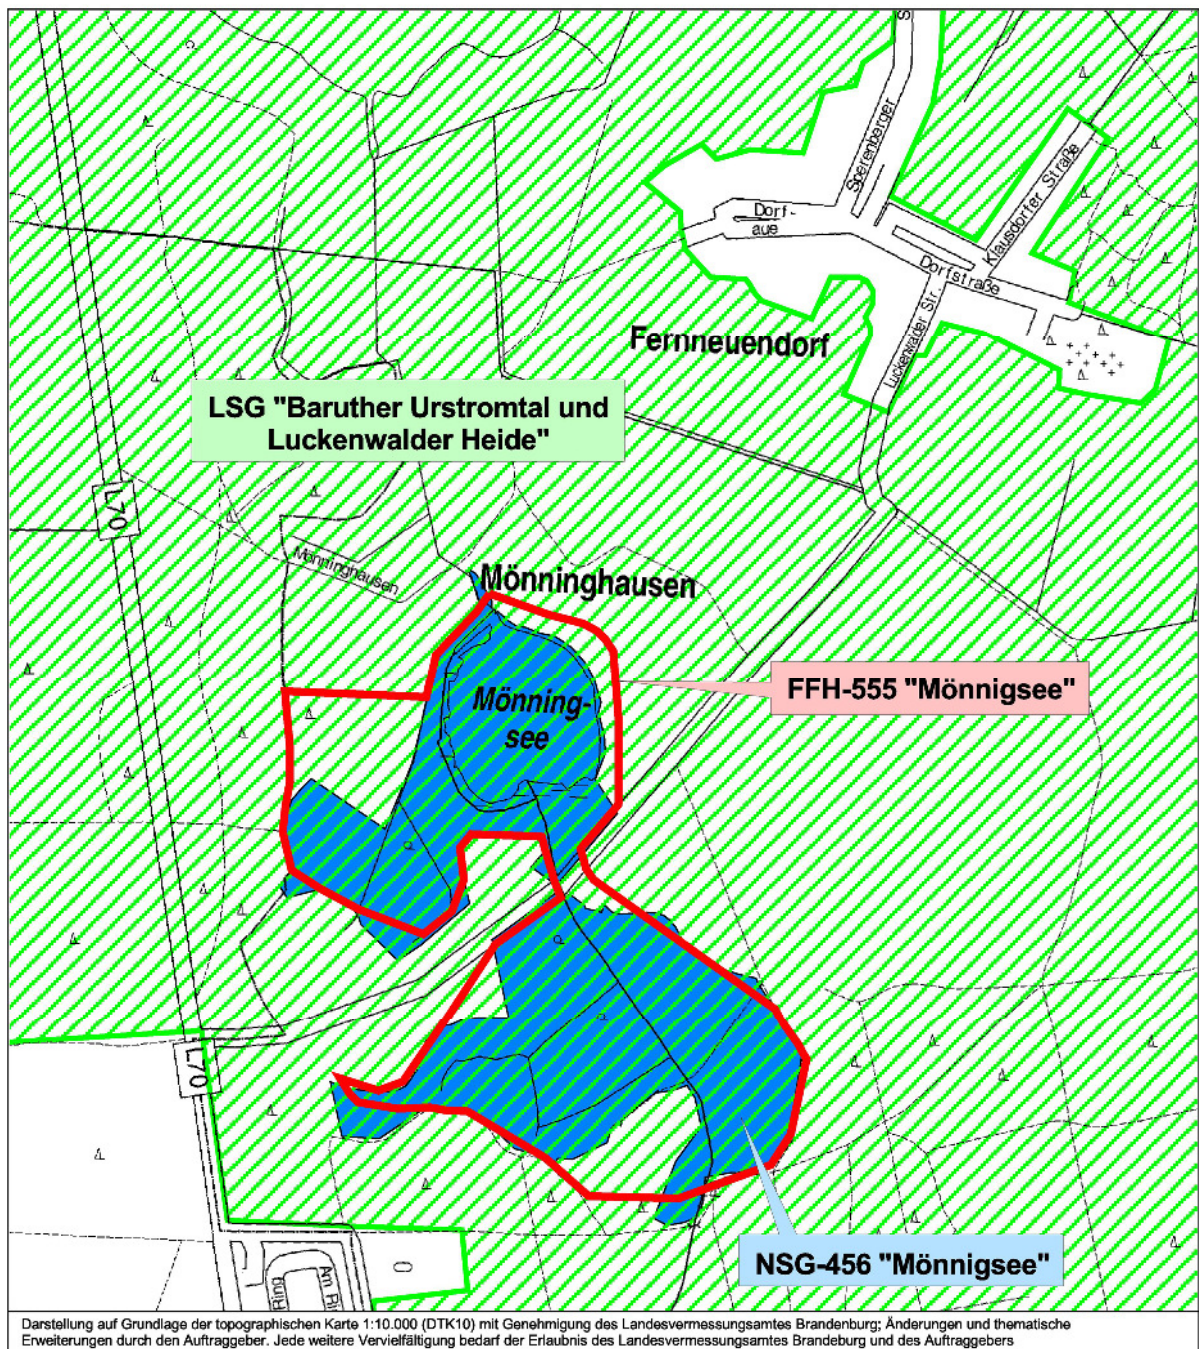 S
Sperenberger
Klausdorfer Straße
Dorf-
aue
Dorfstraße
Luckenwalder Str.
Fernneuendorf
LSG "Baruther Urstromtal und
Luckenwalder Heide"
L70
Mönninghausen
Mönninghausen
FFH-555 "Mönnigsee"
Mönning-
see
L70
NSG-456 "Mönnigsee"
Ring
Am Ri
Darstellung auf Grundlage der topographischen Karte 1:10.000 (DTK10) mit Genehmigung des Landesvermessungsamtes Brandenburg; Änderungen und thematische
Erweiterungen durch den Auftraggeber. Jede weitere Vervielfältigung bedarf der Erlaubnis des Landesvermessungsamtes Brandeburg und des Auftraggebers